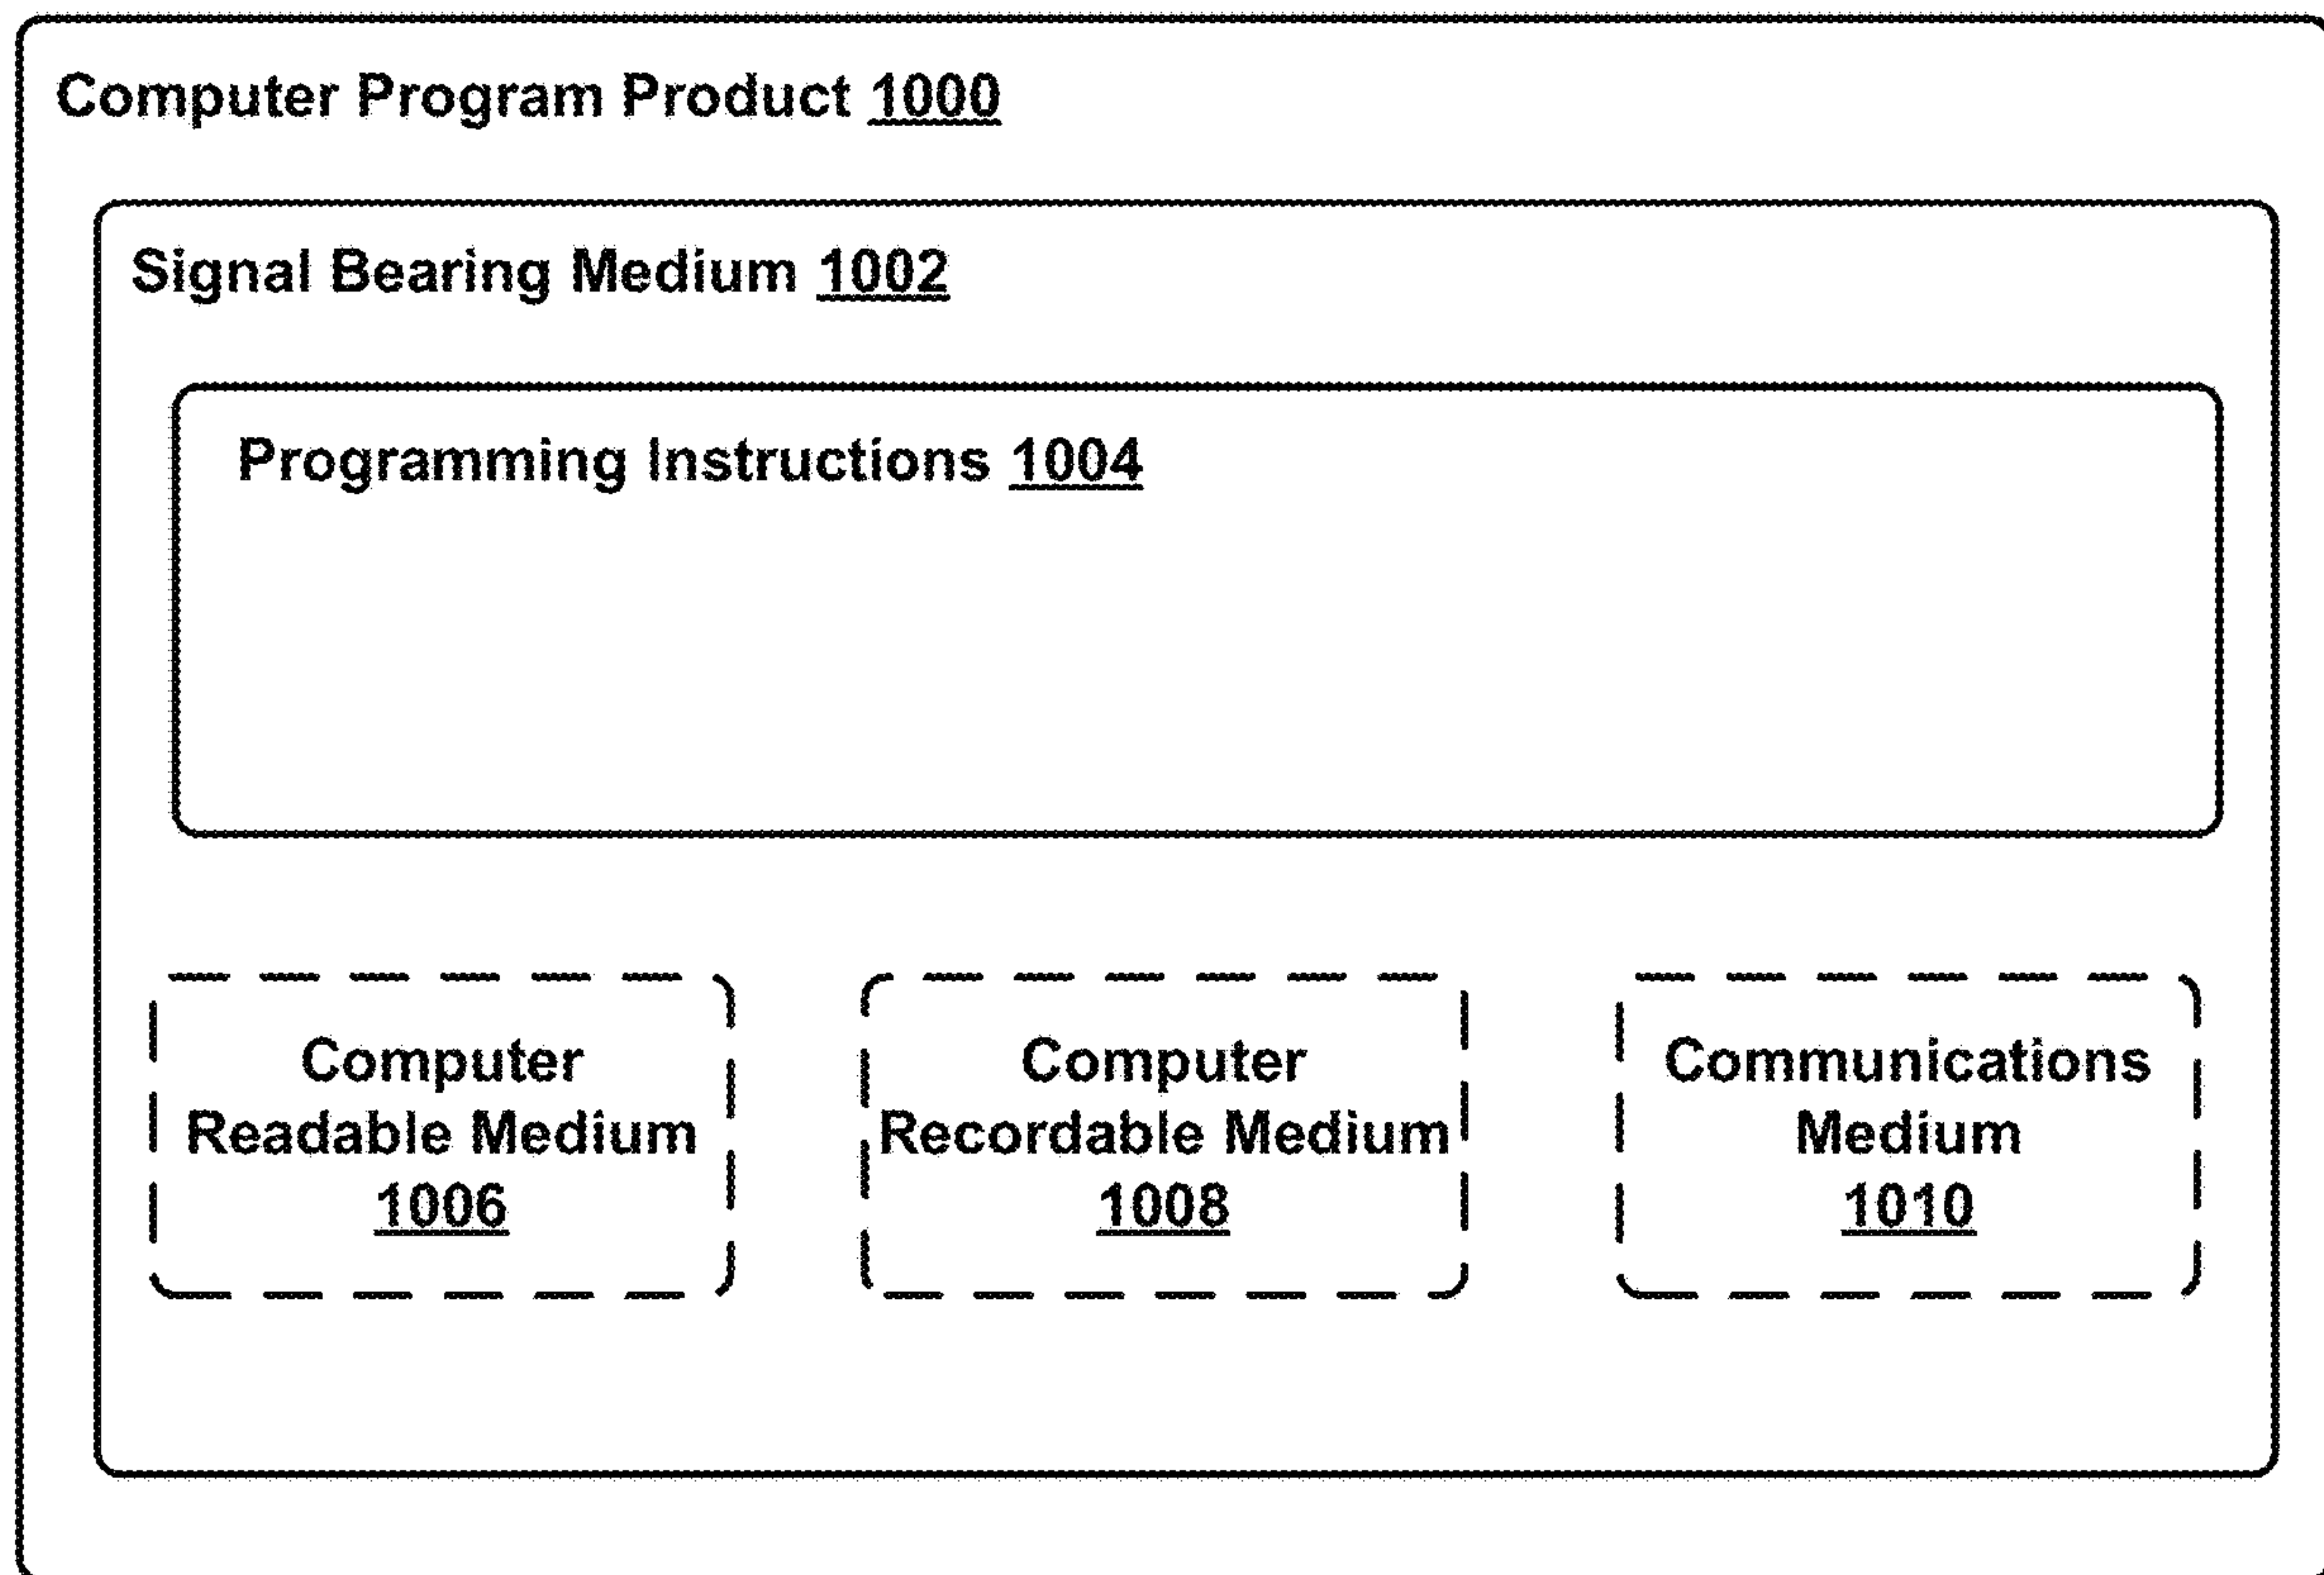 Computer Program Product 1000
Signal Bearing Medium 1002
Programming Instructions 1004
Computer
Readable Medium
1006
Computer
Recordable Medium
1008
Communications
Medium
1010